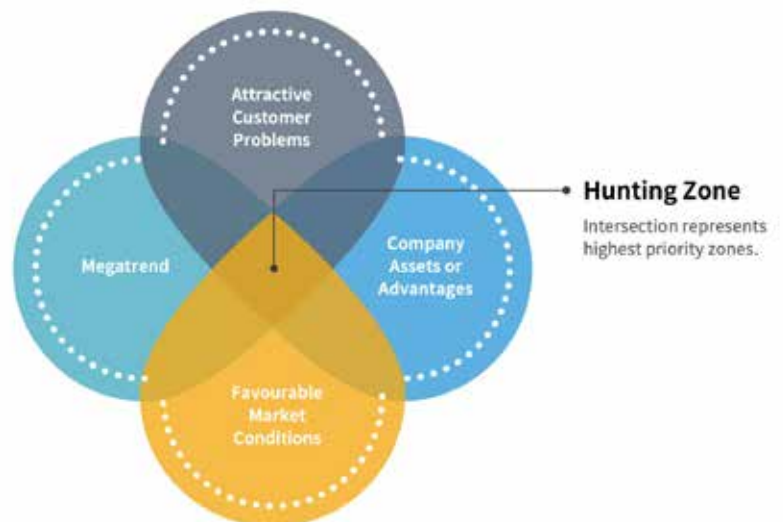 Attractive
Customer
Problems
Megatrend
Company
Assets or
Advantages
Favourable
Market
Conditions
Hunting Zone
Intersection represents
highest priority zones.